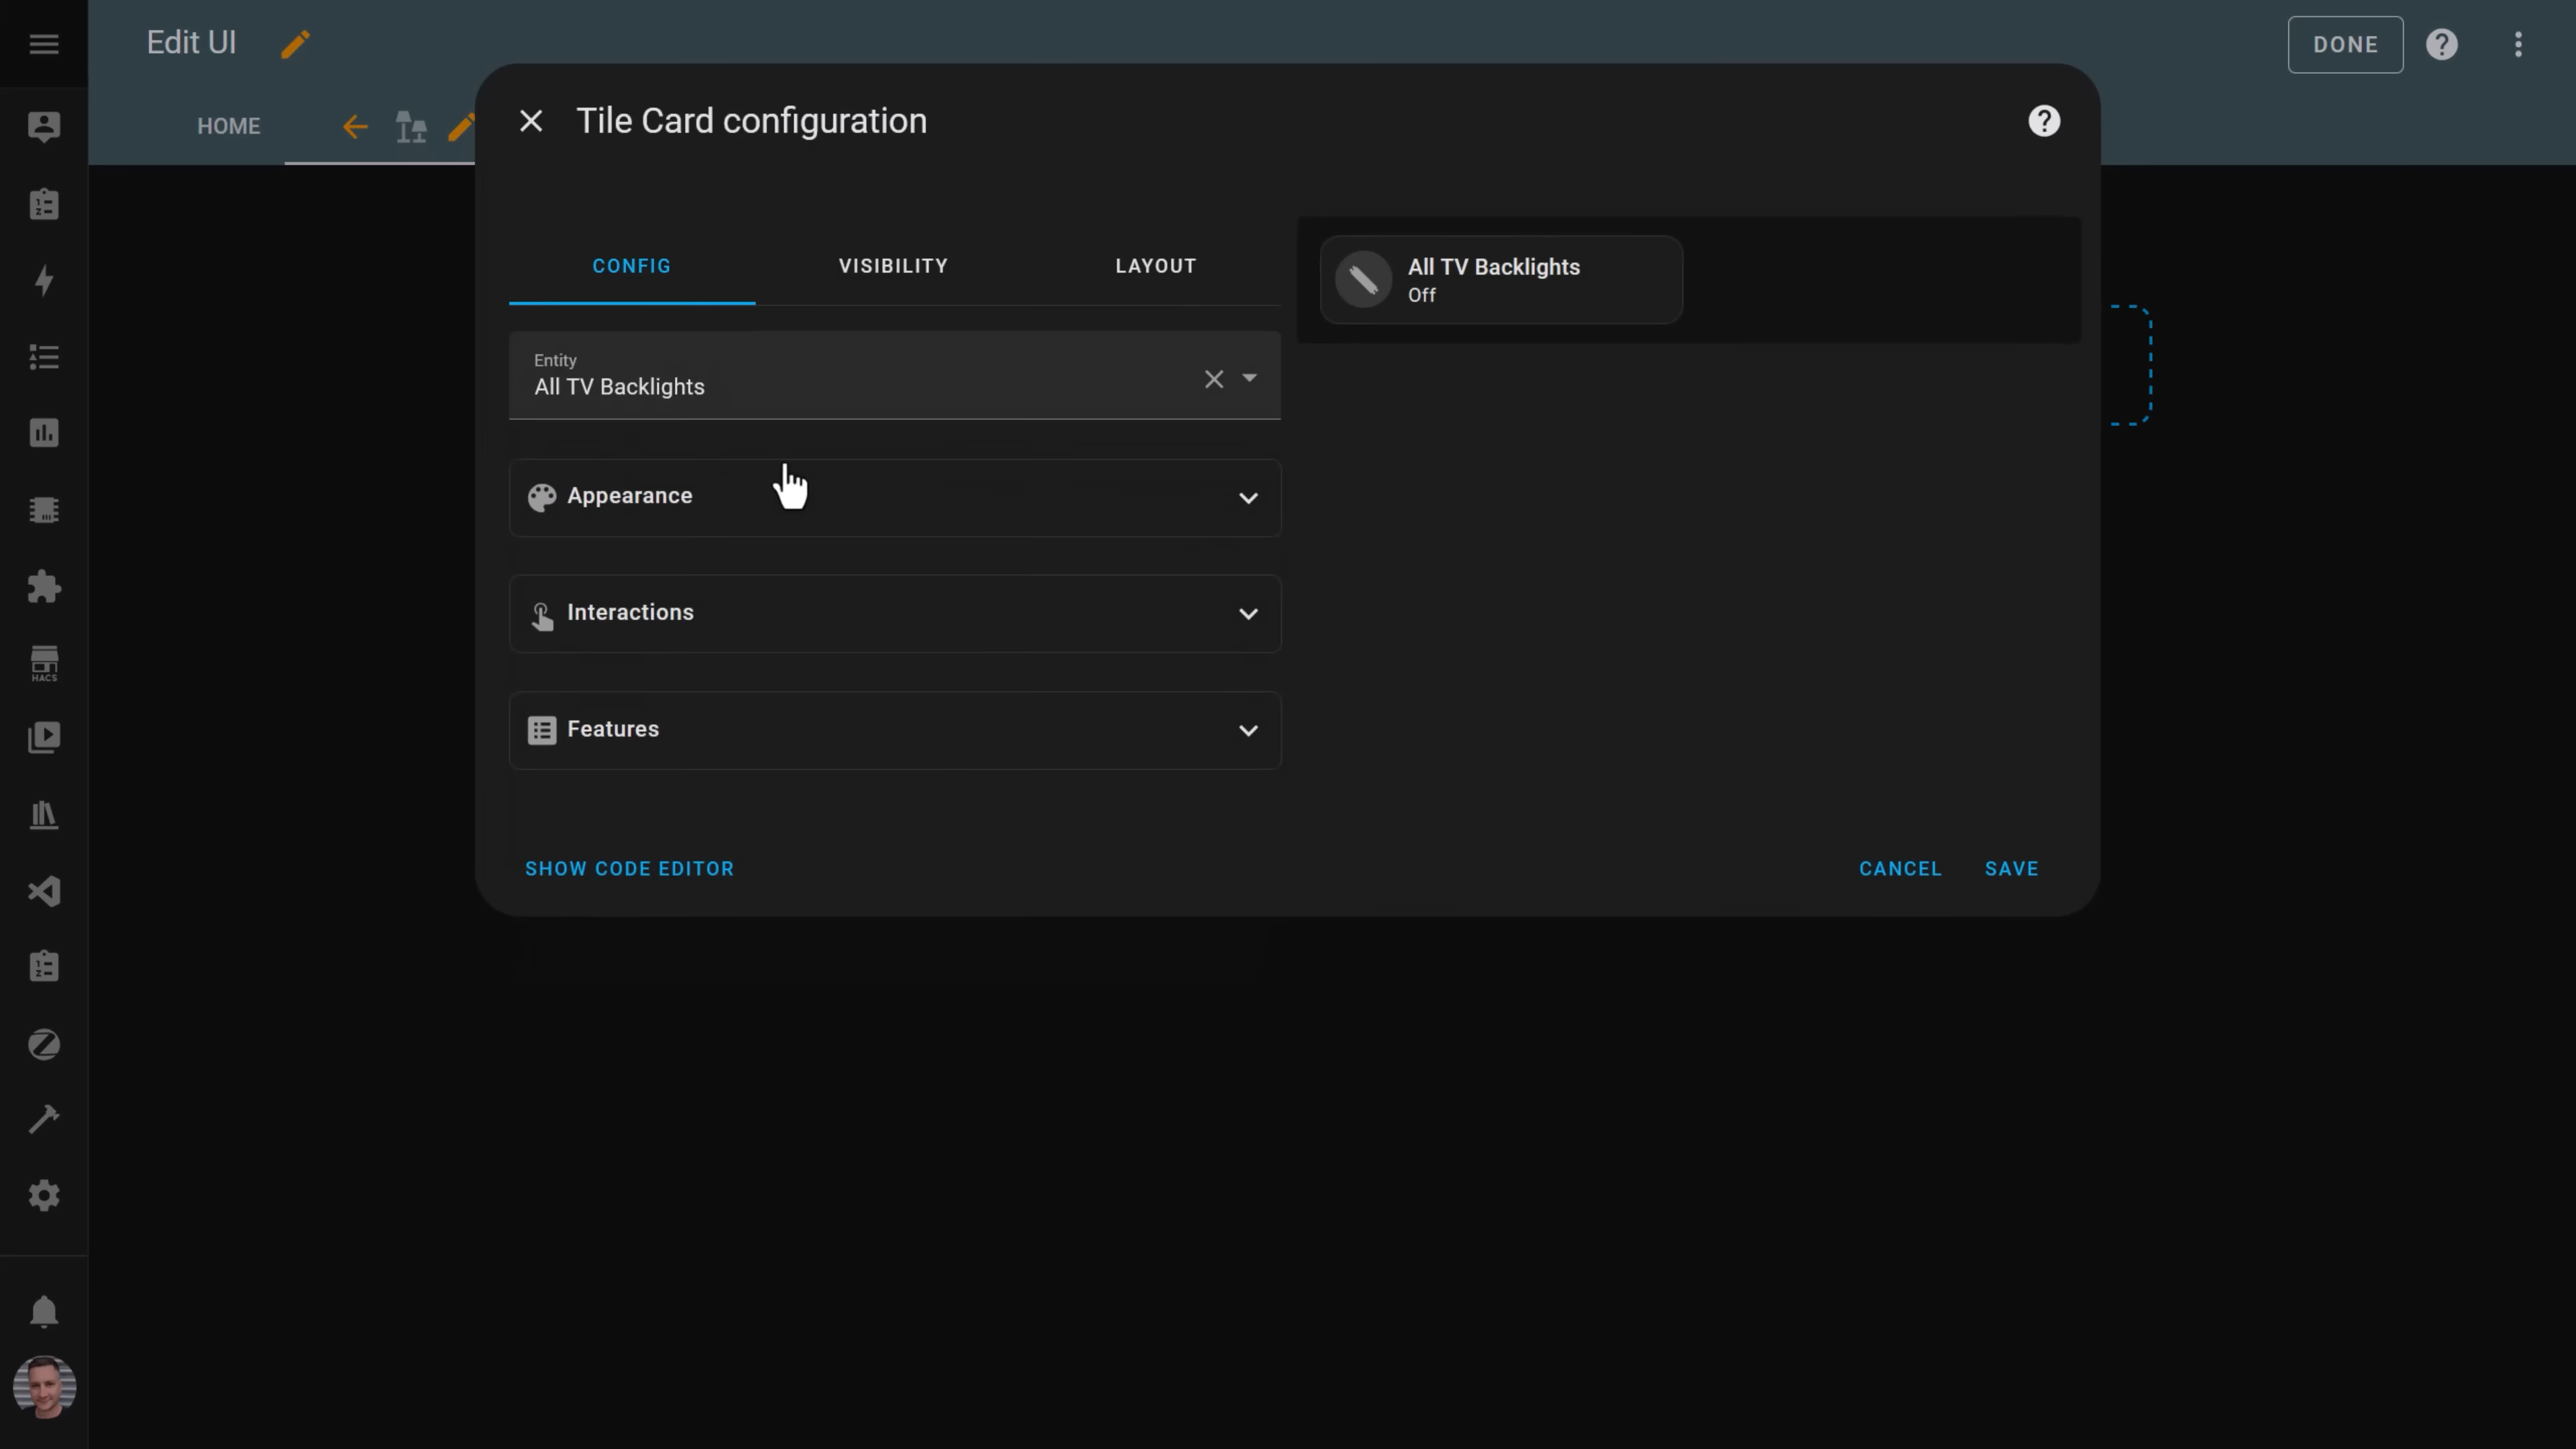 Edit UI
DONE
HOME
Tile Card configuration
CONFIG
VISIBILITY
LAYOUT
All TV Backlights
Off
Entity
All TV Backlights
Appearance
Interactions
Features
HACS
SHOW CODE EDITOR
CANCEL
SAVE